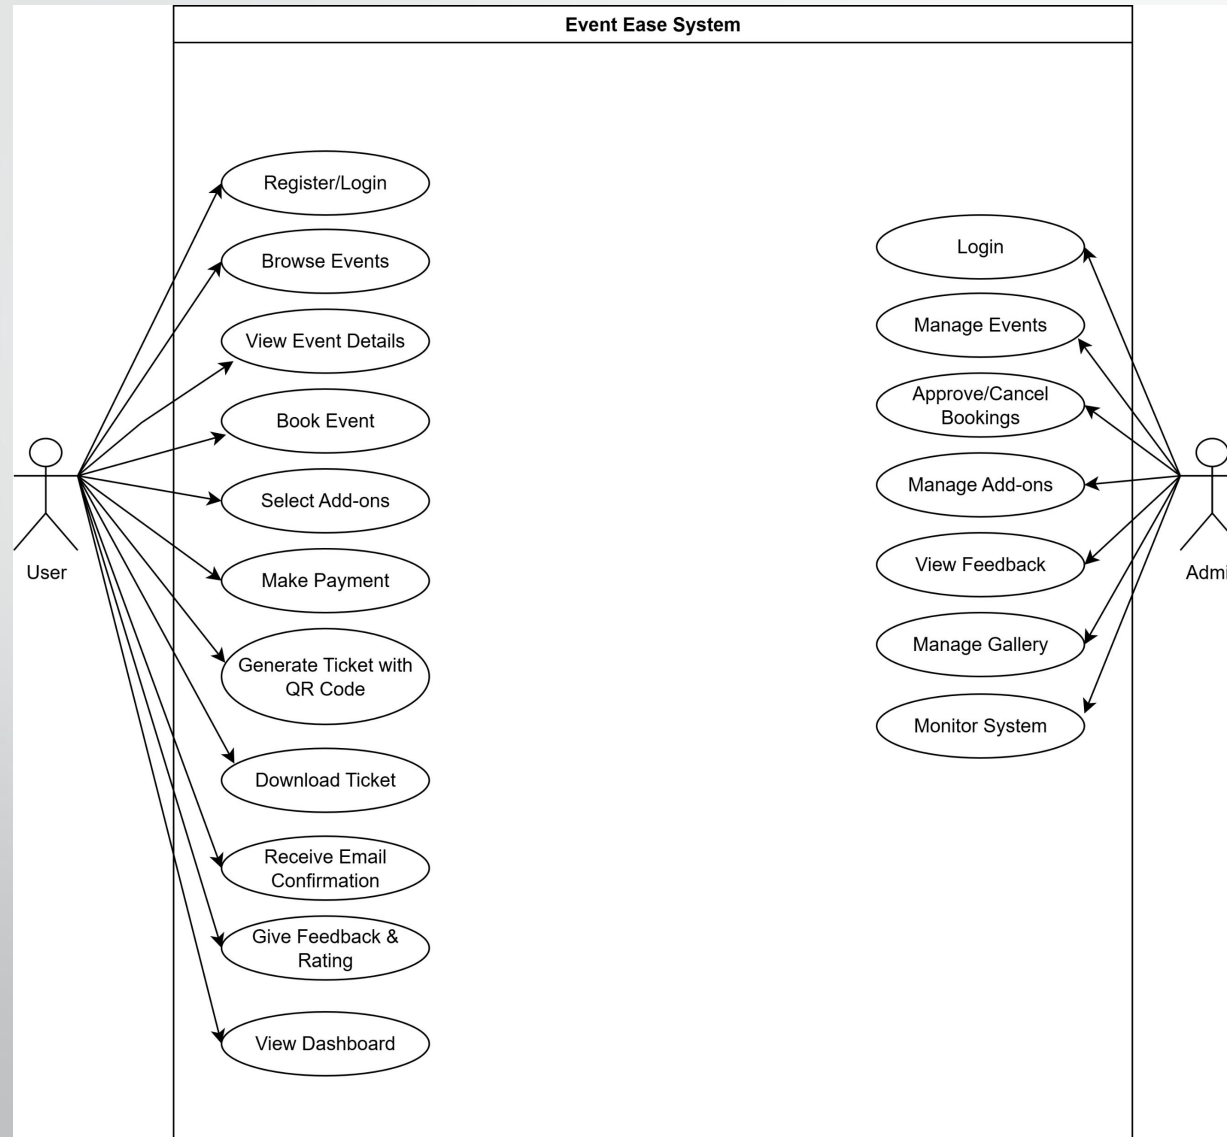 Event Ease System
Register/Login
Browse Events
View Event Details
Book Event
Select Add-ons
Make Payment
Generate Ticket with
QR Code
Download Ticket
Receive Email
Confirmation
Give Feedback &
Rating
View Dashboard
User
Login
Manage Events
Approve/Cancel
Bookings
Manage Add-ons
View Feedback
Manage Gallery
Monitor System
Admi